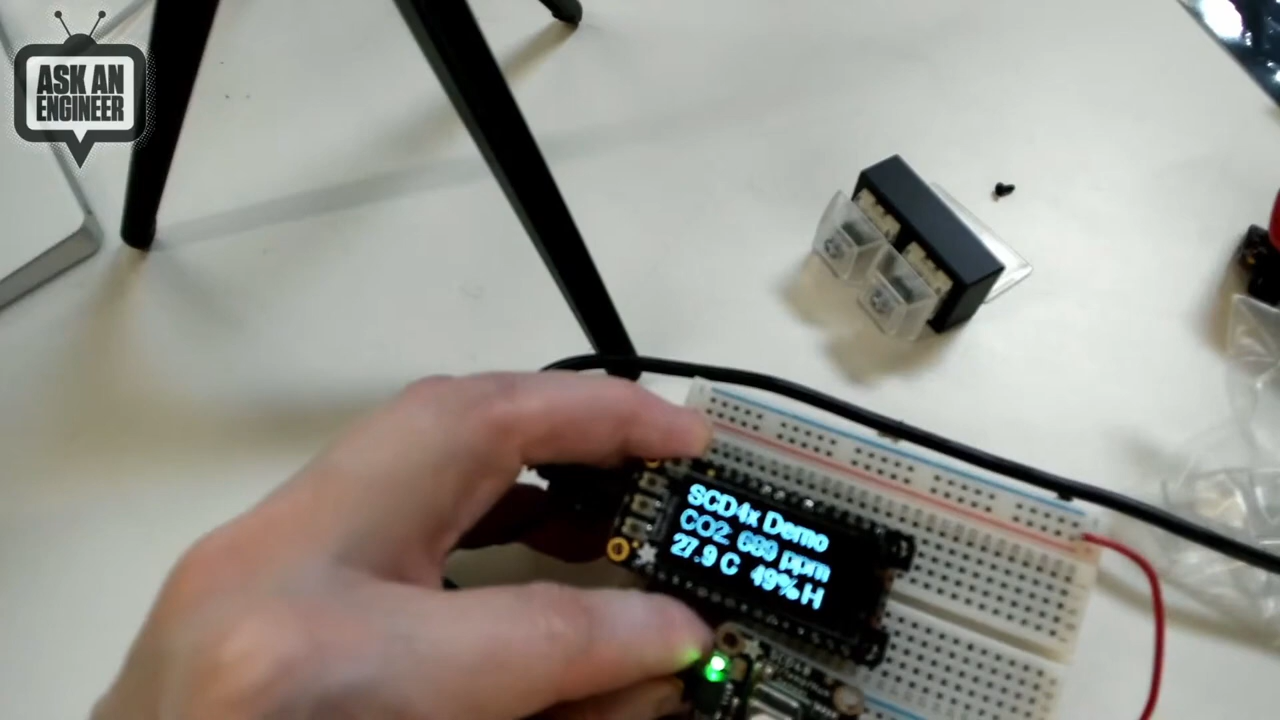 ASK AN
ENGINEER
SCD4x Demo
CO2: 689 ppm
27.9 C 49% H